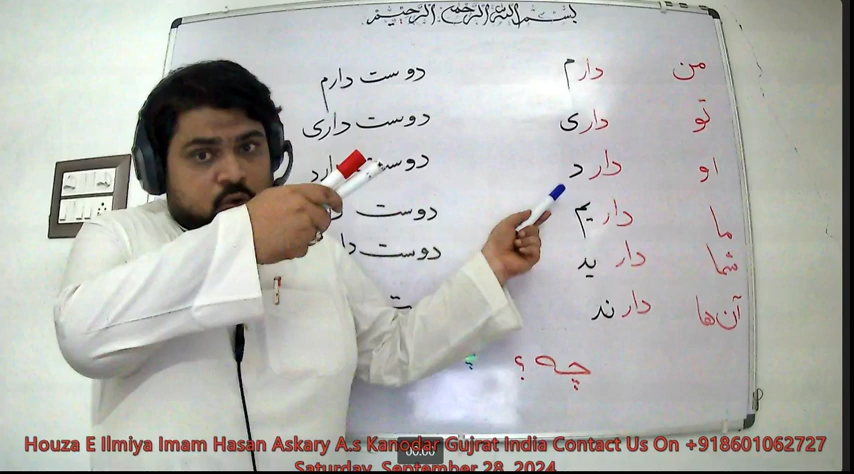 بسم الله الرحمن الرحیم
من دارم دوست دارم
تو داری دوست داری
او دارد دوست دارد
ما داریم دوست
شما دارید دوست
آن‌ها دارند
چه ؟
Houza E Ilmiya Imam Hasan Askary A.s Kanodar Gujrat India Contact Us On +918601062727
Saturday, September 28, 2024